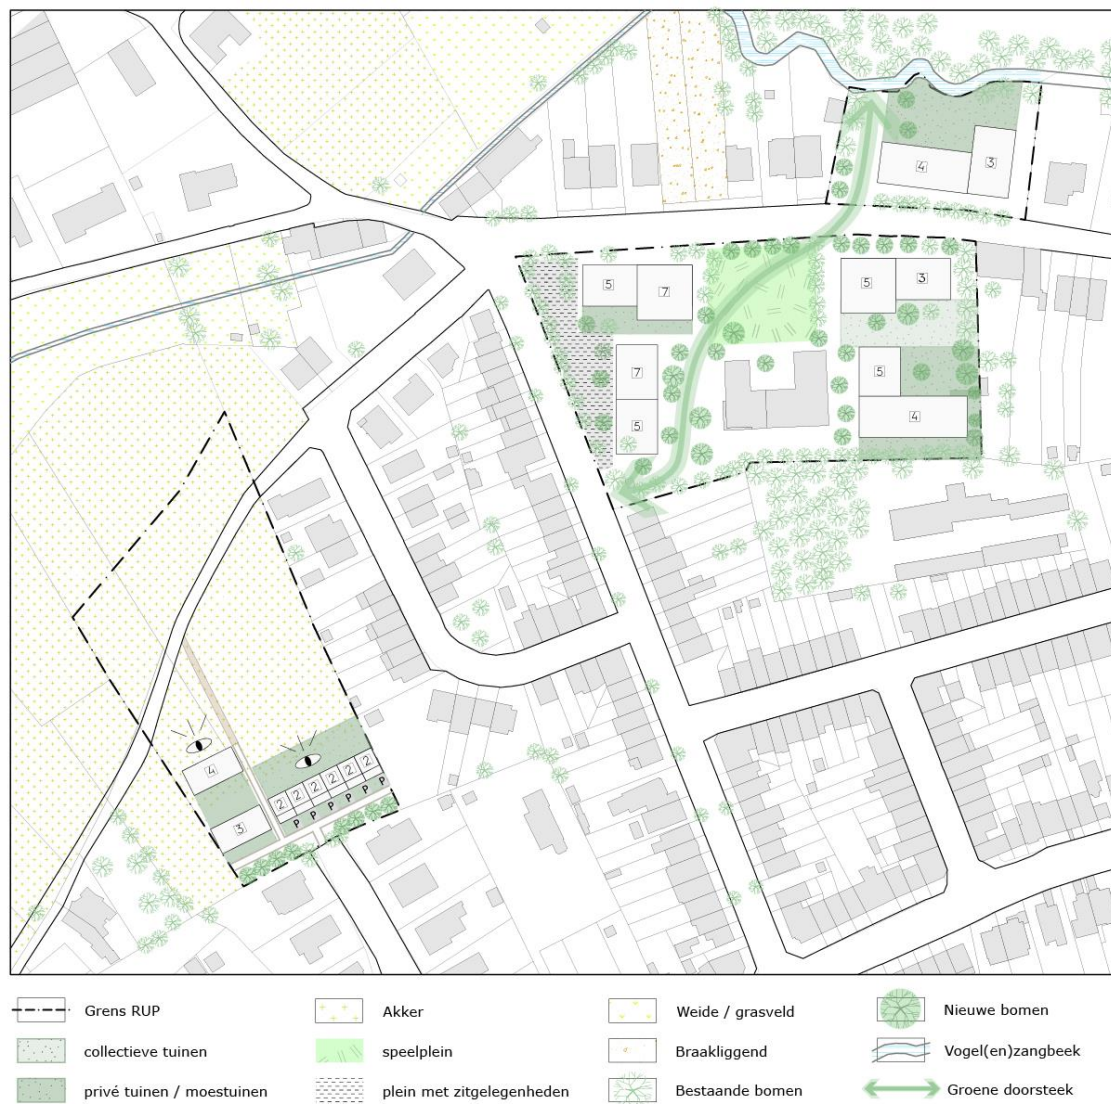 4
3
5
7
5
3
7
5
5
4
4
3
2 2 2 2 2 2
P P P P P P
Grens RUP
Akker
Weide / grasveld
Nieuwe bomen
collectieve tuinen
speelplein
Braakliggend
Vogel(en)zangbeek
privé tuinen / moestuinen
plein met zitgelegenheden
Bestaande bomen
Groene doorsteek